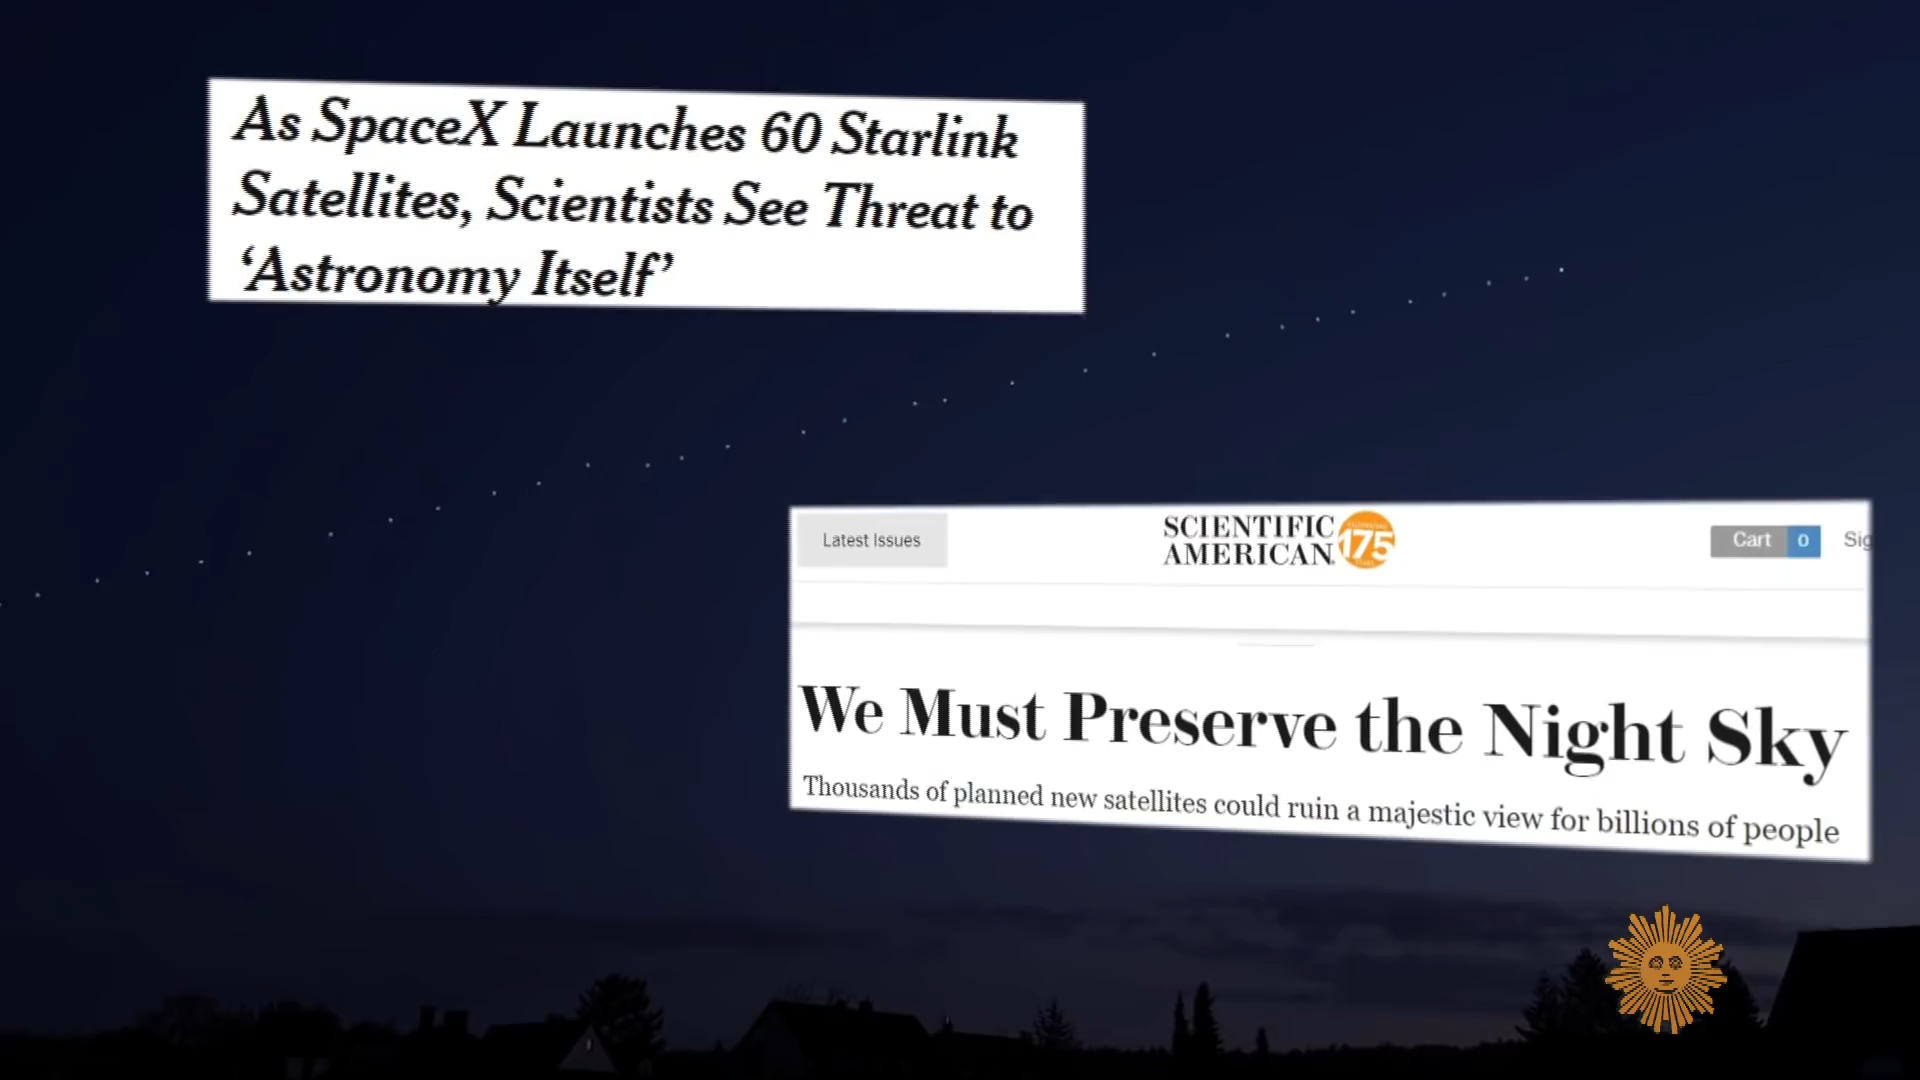 As SpaceX Launches 60 Starlink
Satellites, Scientists See Threat to
‘Astronomy Itself’
Latest Issues
SCIENTIFIC
AMERICAN
175
Cart 0
We Must Preserve the Night Sky
Thousands of planned new satellites could ruin a majestic view for billions of people